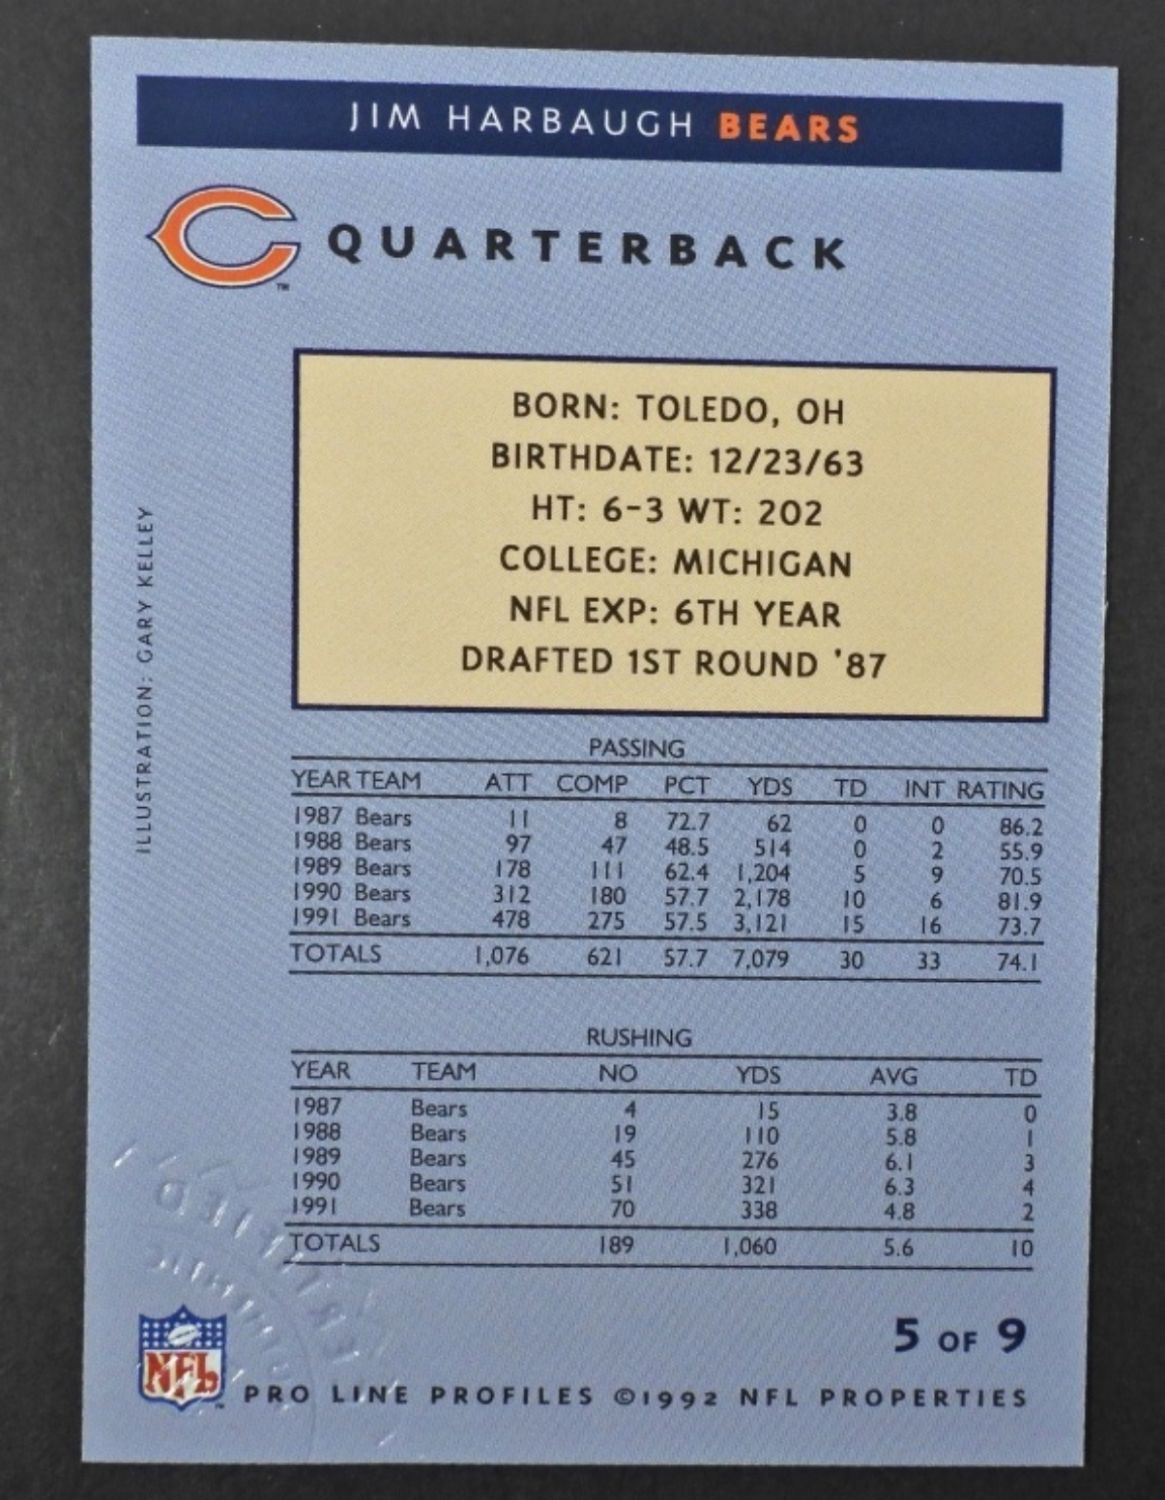 JIM HARBAUGH BEARS
QUARTERBACK
TM
BORN: TOLEDO, OH
BIRTHDATE: 12/23/63
HT: 6-3 WT: 202
COLLEGE: MICHIGAN
NFL EXP: 6TH YEAR
DRAFTED 1ST ROUND '87
ILLUSTRATION: GARY KELLEY
PASSING
YEAR TEAM ATT COMP PCT YDS TD INT RATING
1987 Bears 11 8 72.7 62 0 0 86.2
1988 Bears 97 47 48.5 514 0 2 55.9
1989 Bears 178 111 62.4 1,204 5 9 70.5
1990 Bears 312 180 57.7 2,178 10 6 81.9
1991 Bears 478 275 57.5 3,121 15 16 73.7
TOTALS 1,076 621 57.7 7,079 30 33 74.1
RUSHING
YEAR TEAM NO YDS AVG TD
1987 Bears 4 15 3.8 0
1988 Bears 19 110 5.8 1
1989 Bears 45 276 6.1 3
1990 Bears 51 321 6.3 4
1991 Bears 70 338 4.8 2
TOTALS 189 1,060 5.6 10
5 OF 9
NFL
PRO LINE PROFILES ©1992 NFL PROPERTIES